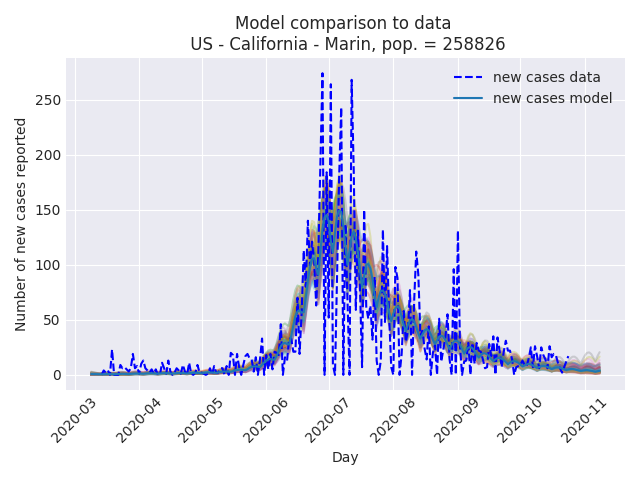 Model comparison to data
US - California - Marin, pop. = 258826
new cases data
new cases model
Number of new cases reported
250
200
150
100
50
0
2020-03
2020-04
2020-05
2020-06
2020-07
2020-08
2020-09
2020-10
2020-11
Day